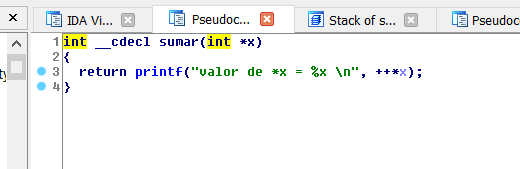 IDA Vi...
Pseudoc...
Stack of s...
Pseudoc
1 int __cdecl sumar(int *x)
2 {
3 return printf("valor de *x = %x \n", ++*x);
4 }